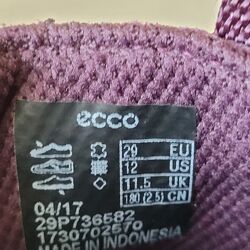 ecco
29 EU
12 US
11.5 UK
180 (2.5) CN
04/17
29P736582
1730702570
MADE IN INDONESIA